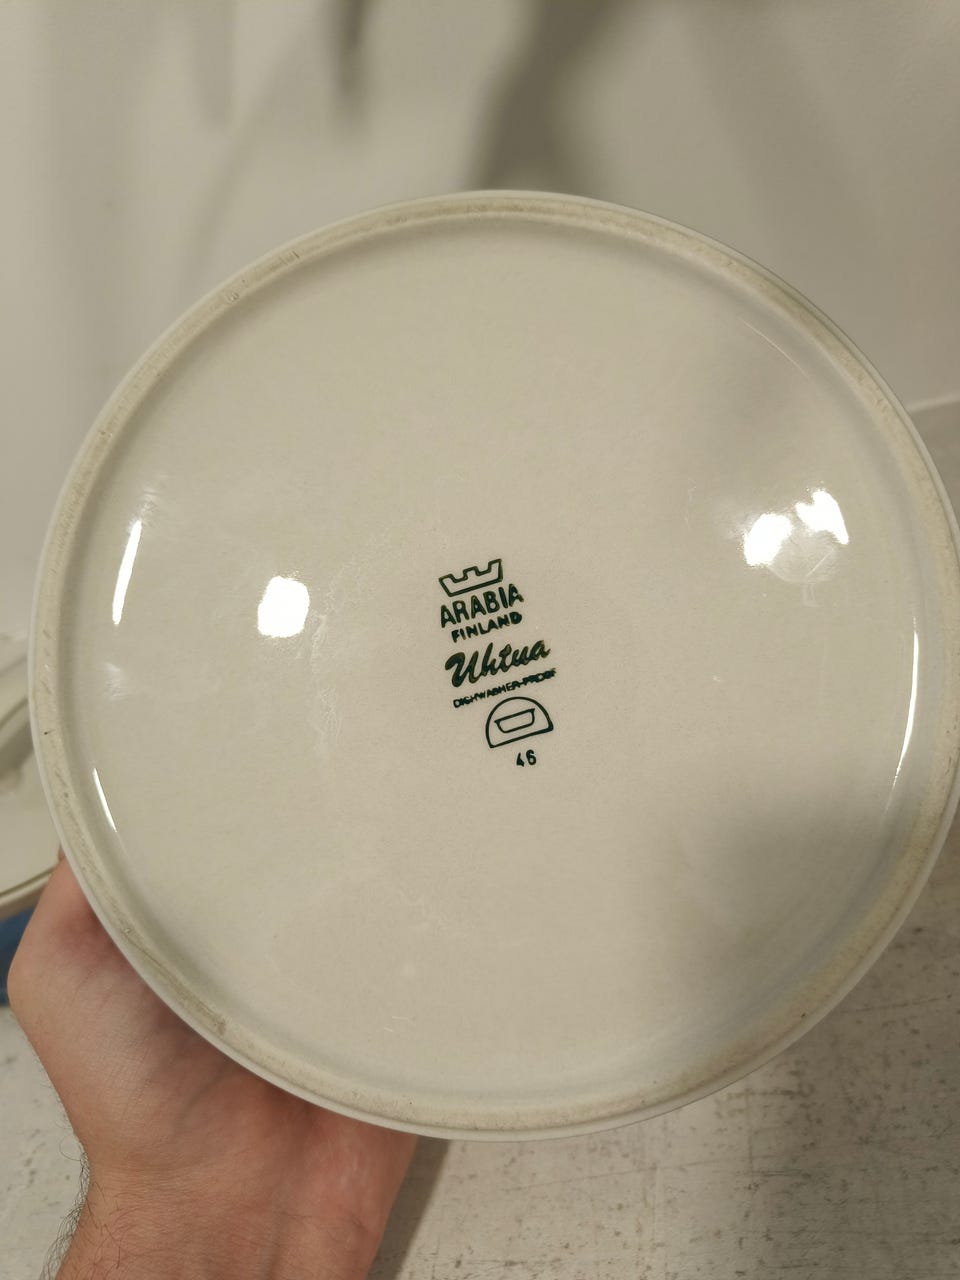 ARABIA
FINLAND
Uhtua
DISHWASHER-PROOF
46